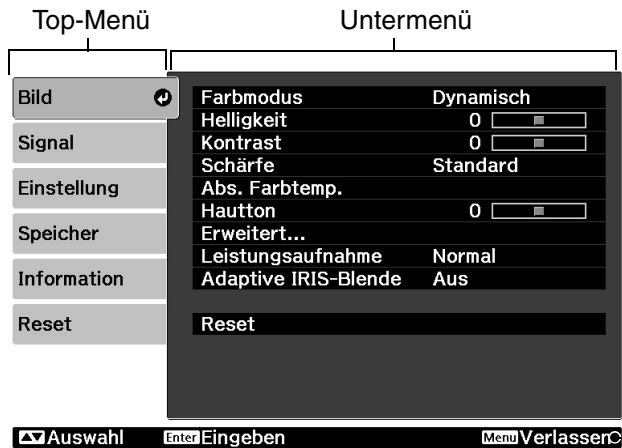 Top-Menü Untermenü
Bild
Signal
Einstellung
Speicher
Information
Reset
Farbmodus Dynamisch
Helligkeit 0
Kontrast 0
Schärfe Standard
Abs. Farbtemp.
Hautton 0
Erweitert...
Leistungsaufnahme Normal
Adaptive IRIS-Blende Aus
Reset
Auswahl Enter Eingeben Menu Verlassen